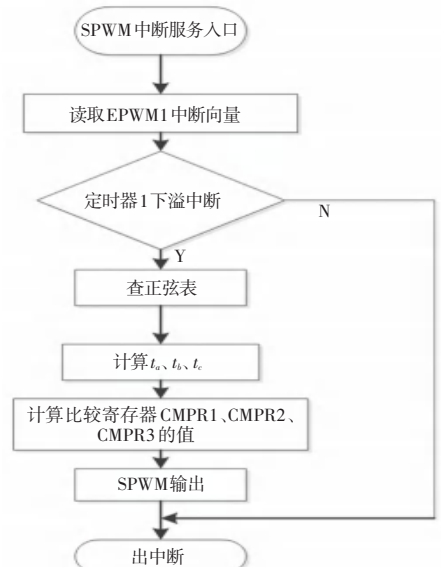 SPWM中断服务入口
读取EPWM1中断向量
定时器1下溢中断
N
Y
查正弦表
计算tₐ、t_b、t_c
计算比较寄存器CMPR1、CMPR2、
CMPR3的值
SPWM输出
出中断